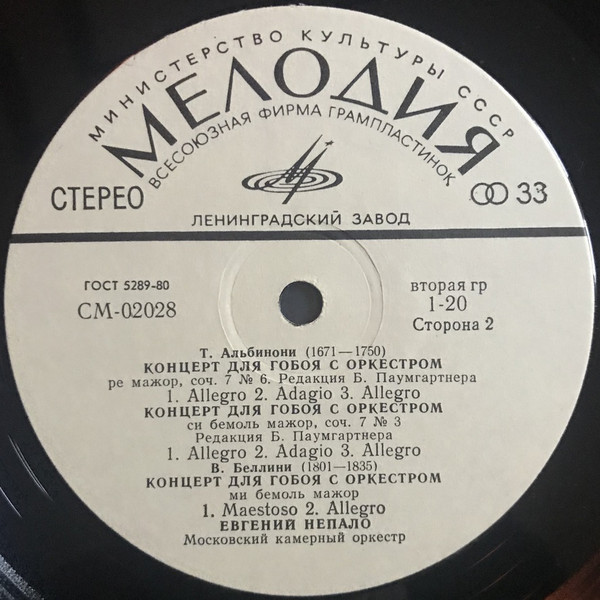 МИНИСТЕРСТВО КУЛЬТУРЫ СССР
МЕЛОДИЯ
ВСЕСОЮЗНАЯ ФИРМА ГРАМПЛАСТИНОК
СТЕРЕО
33
ЛЕНИНГРАДСКИЙ ЗАВОД
ГОСТ 5289-80
СМ-02028
вторая гр
1-20
Сторона 2
Т. Альбинони (1671—1750)
КОНЦЕРТ ДЛЯ ГОБОЯ С ОРКЕСТРОМ
ре мажор, соч. 7 № 6. Редакция Б. Паумгартнера
1. Allegro 2. Adagio 3. Allegro
КОНЦЕРТ ДЛЯ ГОБОЯ С ОРКЕСТРОМ
си бемоль мажор, соч. 7 № 3
Редакция Б. Паумгартнера
1. Allegro 2. Adagio 3. Allegro
В. Беллини (1801—1835)
КОНЦЕРТ ДЛЯ ГОБОЯ С ОРКЕСТРОМ
ми бемоль мажор
1. Maestoso 2. Allegro
ЕВГЕНИЙ НЕПАЛО
Московский камерный оркестр